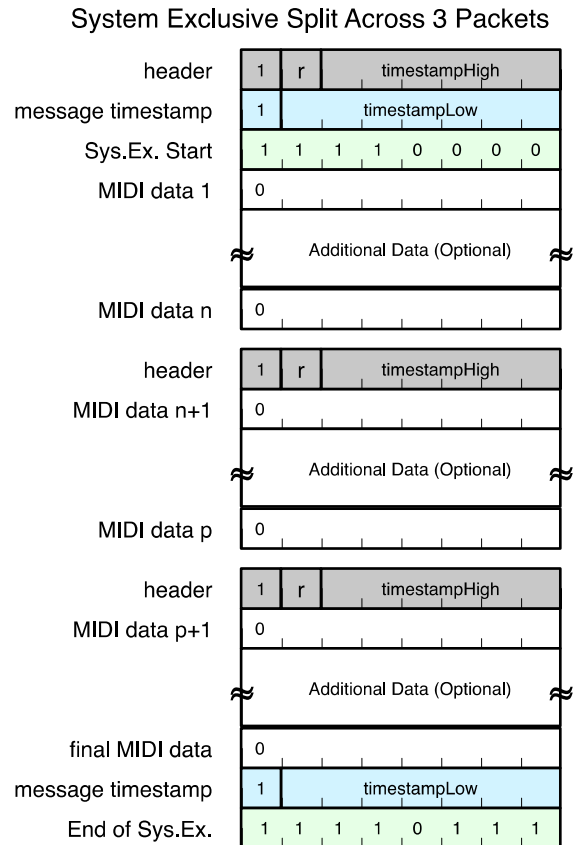 System Exclusive Split Across 3 Packets
header 1 r timestampHigh
message timestamp 1 timestampLow
Sys.Ex. Start 1 1 1 1 0 0 0 0
MIDI data 1 0
≈ Additional Data (Optional) ≈
MIDI data n 0
header 1 r timestampHigh
MIDI data n+1 0
≈ Additional Data (Optional) ≈
MIDI data p 0
header 1 r timestampHigh
MIDI data p+1 0
≈ Additional Data (Optional) ≈
final MIDI data 0
message timestamp 1 timestampLow
End of Sys.Ex. 1 1 1 1 0 1 1 1